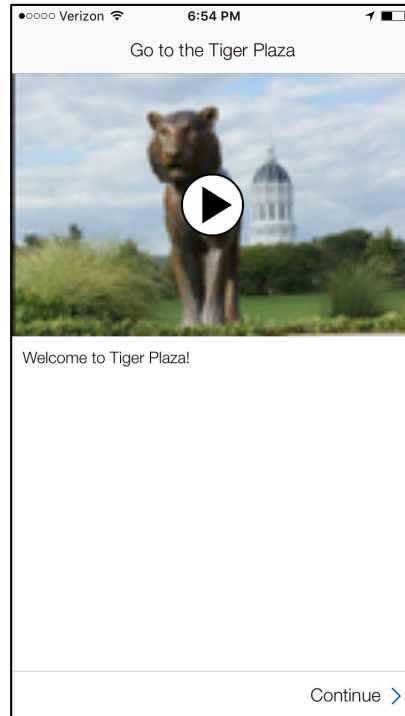 Verizon 6:54 PM
Go to the Tiger Plaza
Welcome to Tiger Plaza!
Continue